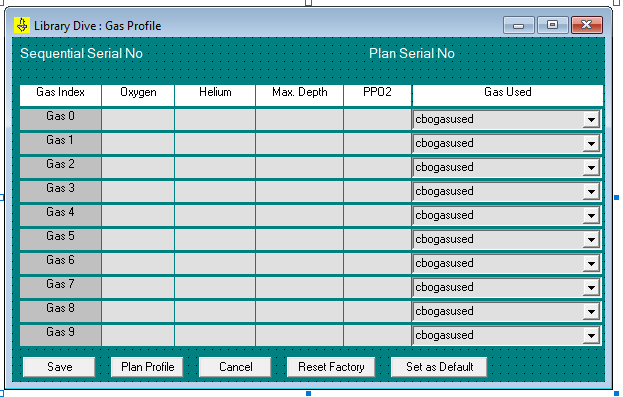 Library Dive : Gas Profile
Sequential Serial No Plan Serial No
Gas Index Oxygen Helium Max. Depth PPO2 Gas Used
Gas 0 cbogasused
Gas 1 cbogasused
Gas 2 cbogasused
Gas 3 cbogasused
Gas 4 cbogasused
Gas 5 cbogasused
Gas 6 cbogasused
Gas 7 cbogasused
Gas 8 cbogasused
Gas 9 cbogasused
Save Plan Profile Cancel Reset Factory Set as Default